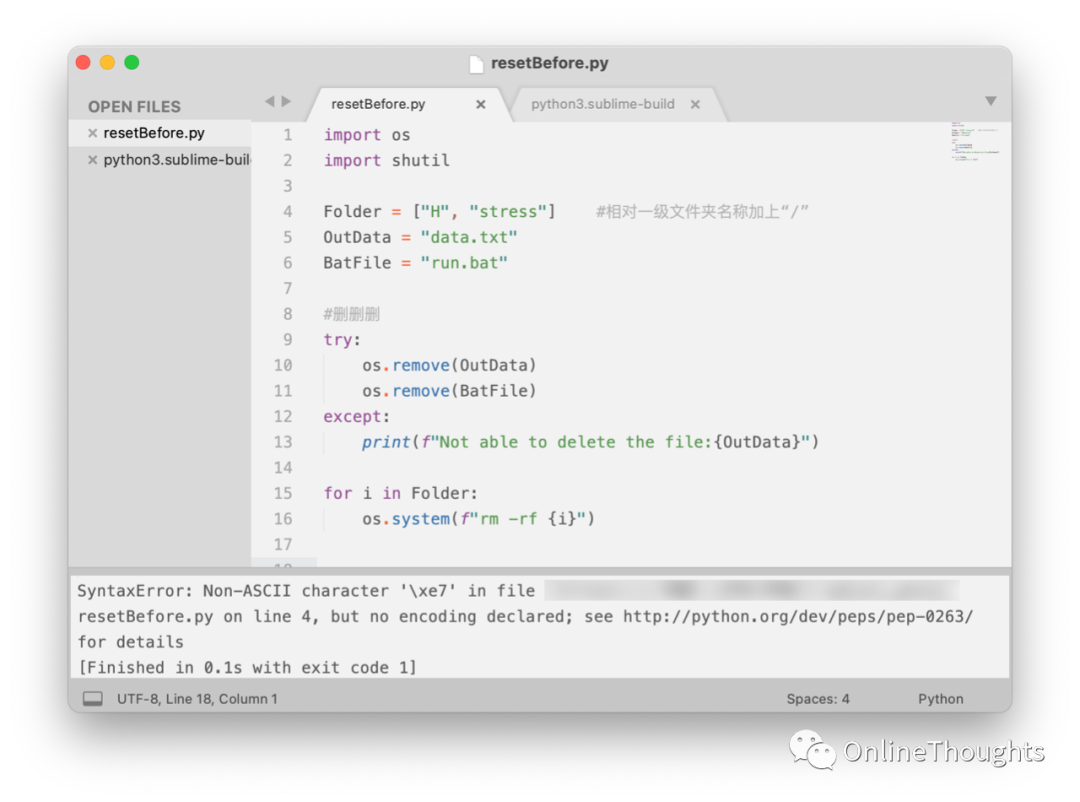 resetBefore.py
OPEN FILES
resetBefore.py
python3.sublime-buil
resetBefore.py
python3.sublime-build
1 import os
2 import shutil
3
4 Folder = ["H", "stress"]    #相对一级文件夹名称加上“/”
5 OutData = "data.txt"
6 BatFile = "run.bat"
7
8 #删删删
9 try:
10     os.remove(OutData)
11     os.remove(BatFile)
12 except:
13     print(f"Not able to delete the file:{OutData}")
14
15 for i in Folder:
16     os.system(f"rm -rf {i}")
17
SyntaxError: Non-ASCII character '\xe7' in file
resetBefore.py on line 4, but no encoding declared; see http://python.org/dev/peps/pep-0263/
for details
[Finished in 0.1s with exit code 1]
UTF-8, Line 18, Column 1
Spaces: 4
Python
OnlineThoughts